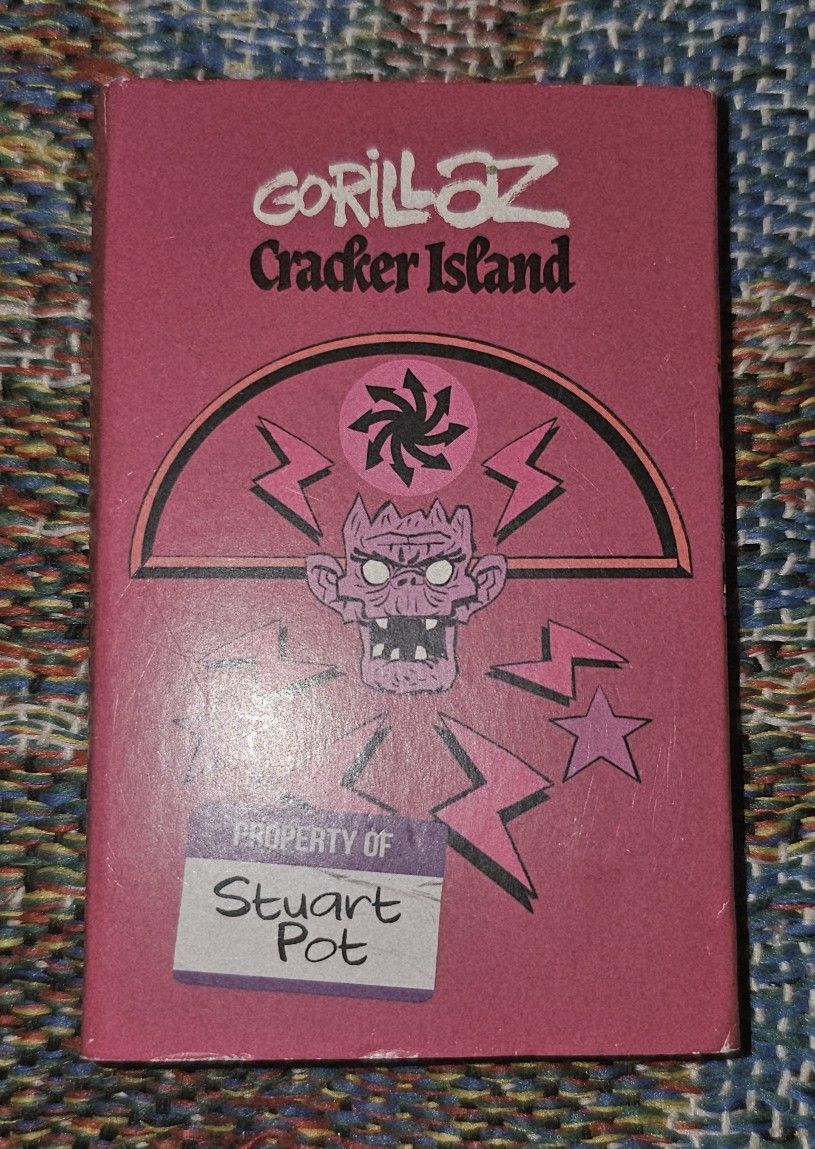 GORILLAZ
Cracker Island
PROPERTY OF
Stuart
Pot